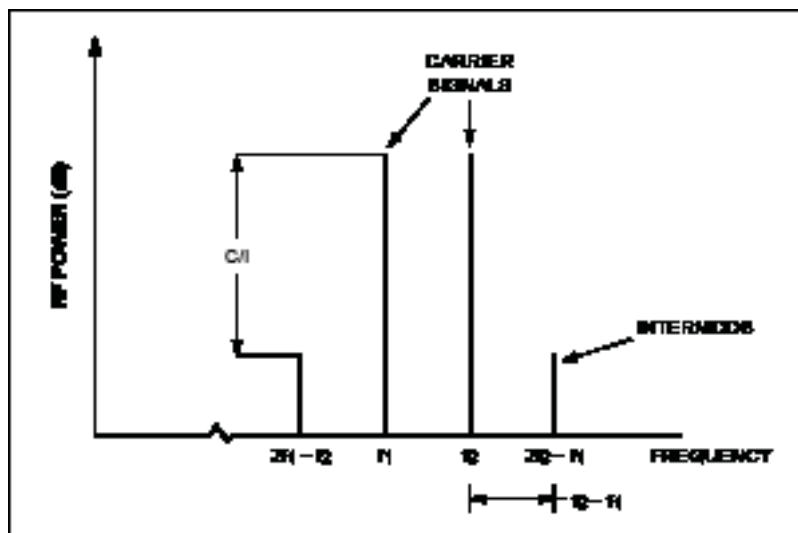 CARRIER
SIGNALS
RF POWER (dB)
C/I
INTERMODS
2f1 – f2
f1
f2
2f2 – f1
FREQUENCY
f2 – f1